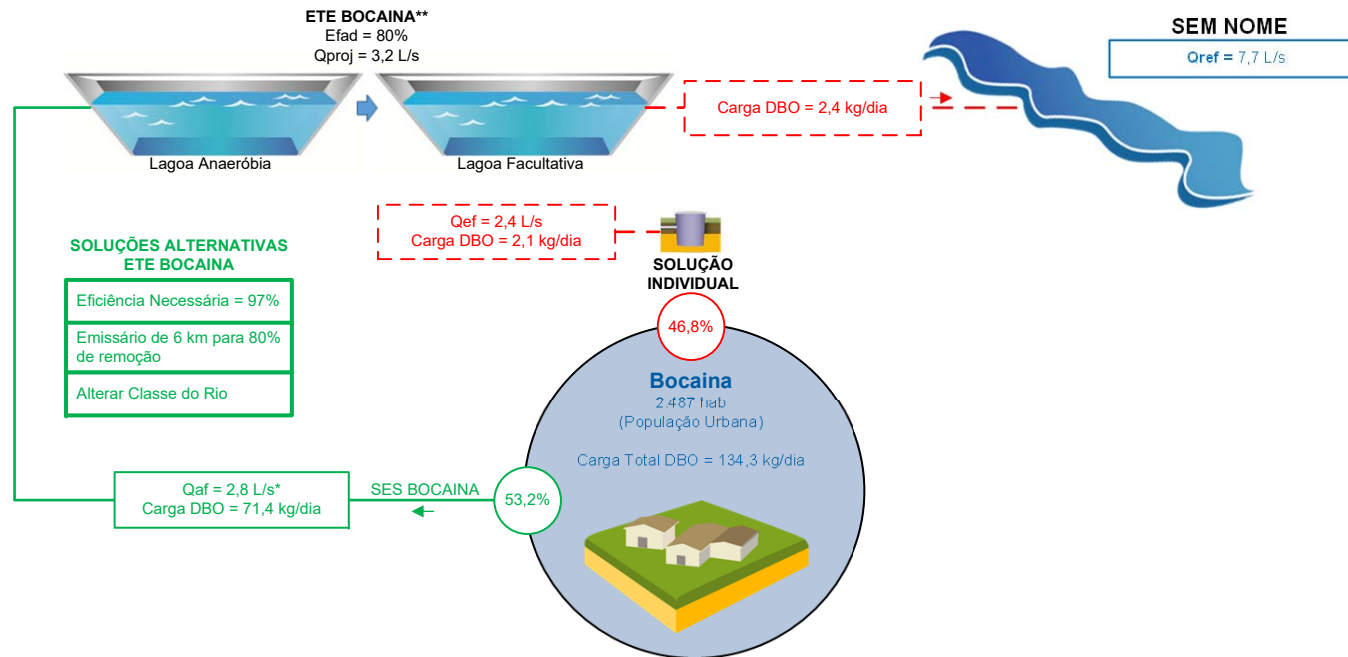 ETE BOCAINA**
Efad = 80%
Qproj = 3,2 L/s
SEM NOME
Qref = 7,7 L/s
Carga DBO = 2,4 kg/dia
Lagoa Anaeróbia
Lagoa Facultativa
Qef = 2,4 L/s
Carga DBO = 2,1 kg/dia
SOLUÇÃO
INDIVIDUAL
SOLUÇÕES ALTERNATIVAS
ETE BOCAINA
Eficiência Necessária = 97%
Emissário de 6 km para 80%
de remoção
Alterar Classe do Rio
46,8%
Bocaina
2.487 hab
(População Urbana)
Carga Total DBO = 134,3 kg/dia
Qaf = 2,8 L/s*
Carga DBO = 71,4 kg/dia
SES BOCAINA
53,2%